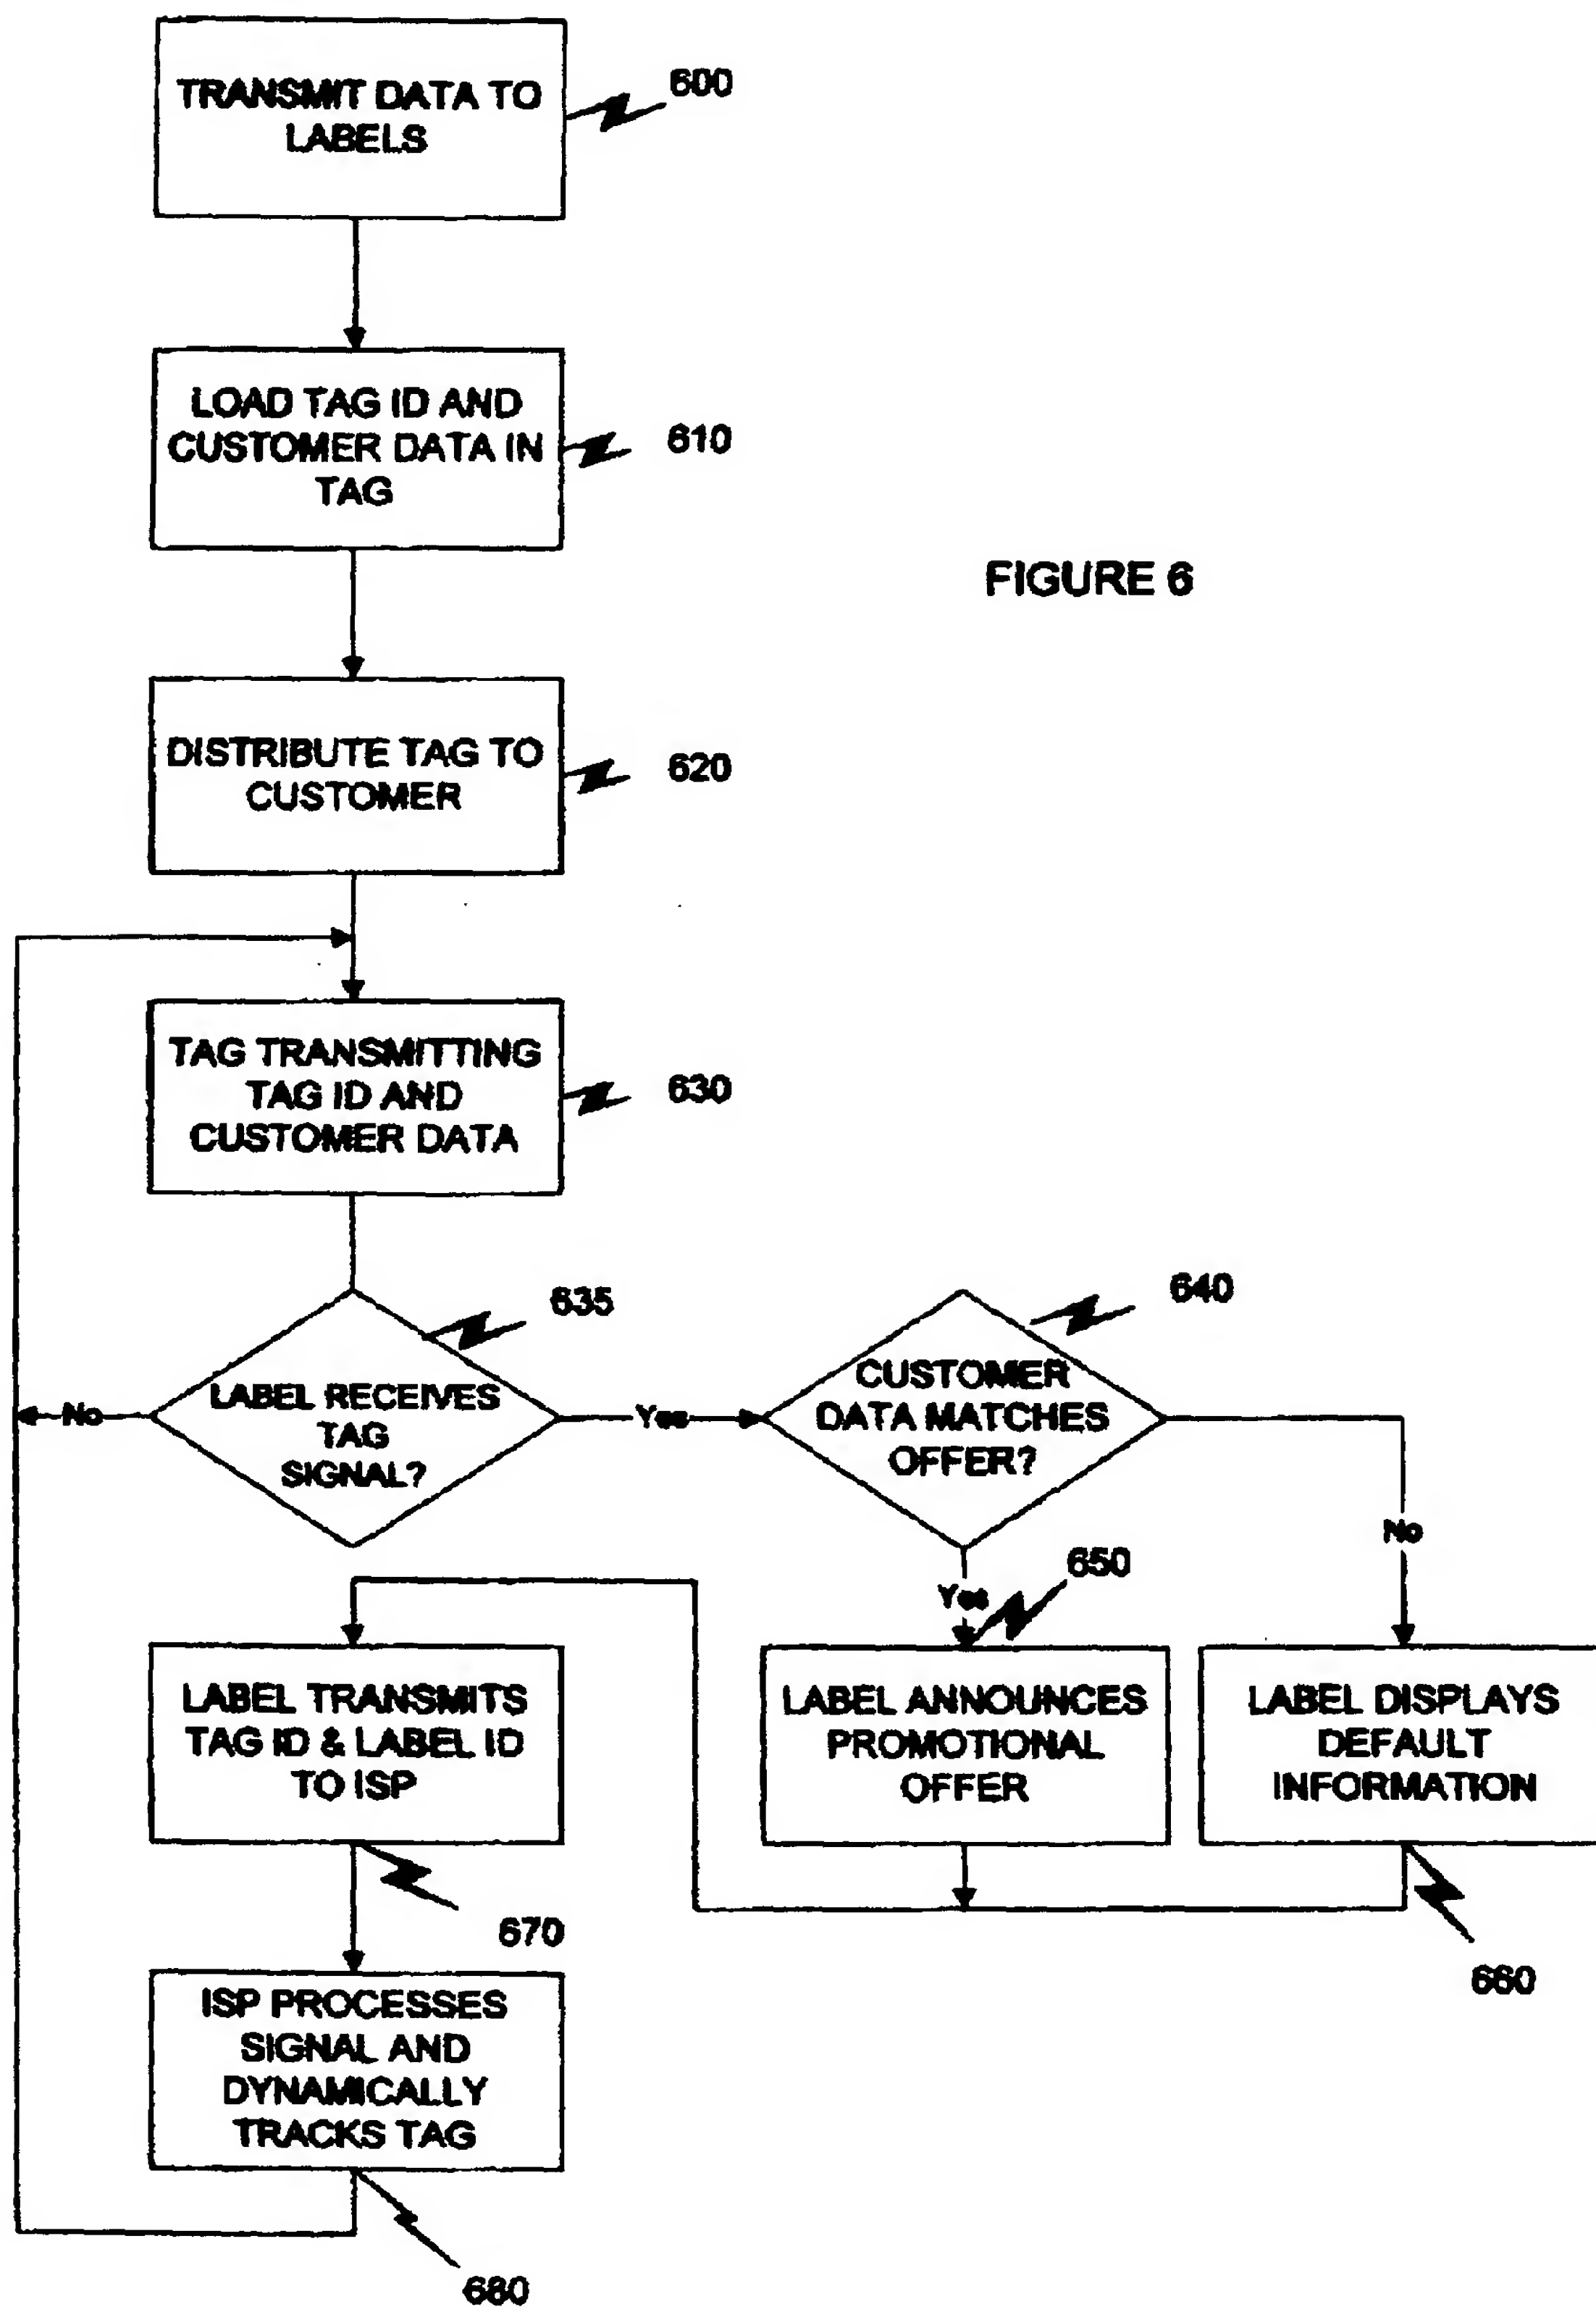 TRANSMIT DATA TO
LABELS
600
LOAD TAG ID AND
CUSTOMER DATA IN
TAG
610
FIGURE 6
DISTRIBUTE TAG TO
CUSTOMER
620
TAG TRANSMITTING
TAG ID AND
CUSTOMER DATA
630
635
LABEL RECEIVES
TAG
SIGNAL?
No
Yes
640
CUSTOMER
DATA MATCHES
OFFER?
No
Yes
650
LABEL TRANSMITS
TAG ID & LABEL ID
TO ISP
LABEL ANNOUNCES
PROMOTIONAL
OFFER
LABEL DISPLAYS
DEFAULT
INFORMATION
670
660
ISP PROCESSES
SIGNAL AND
DYNAMICALLY
TRACKS TAG
680